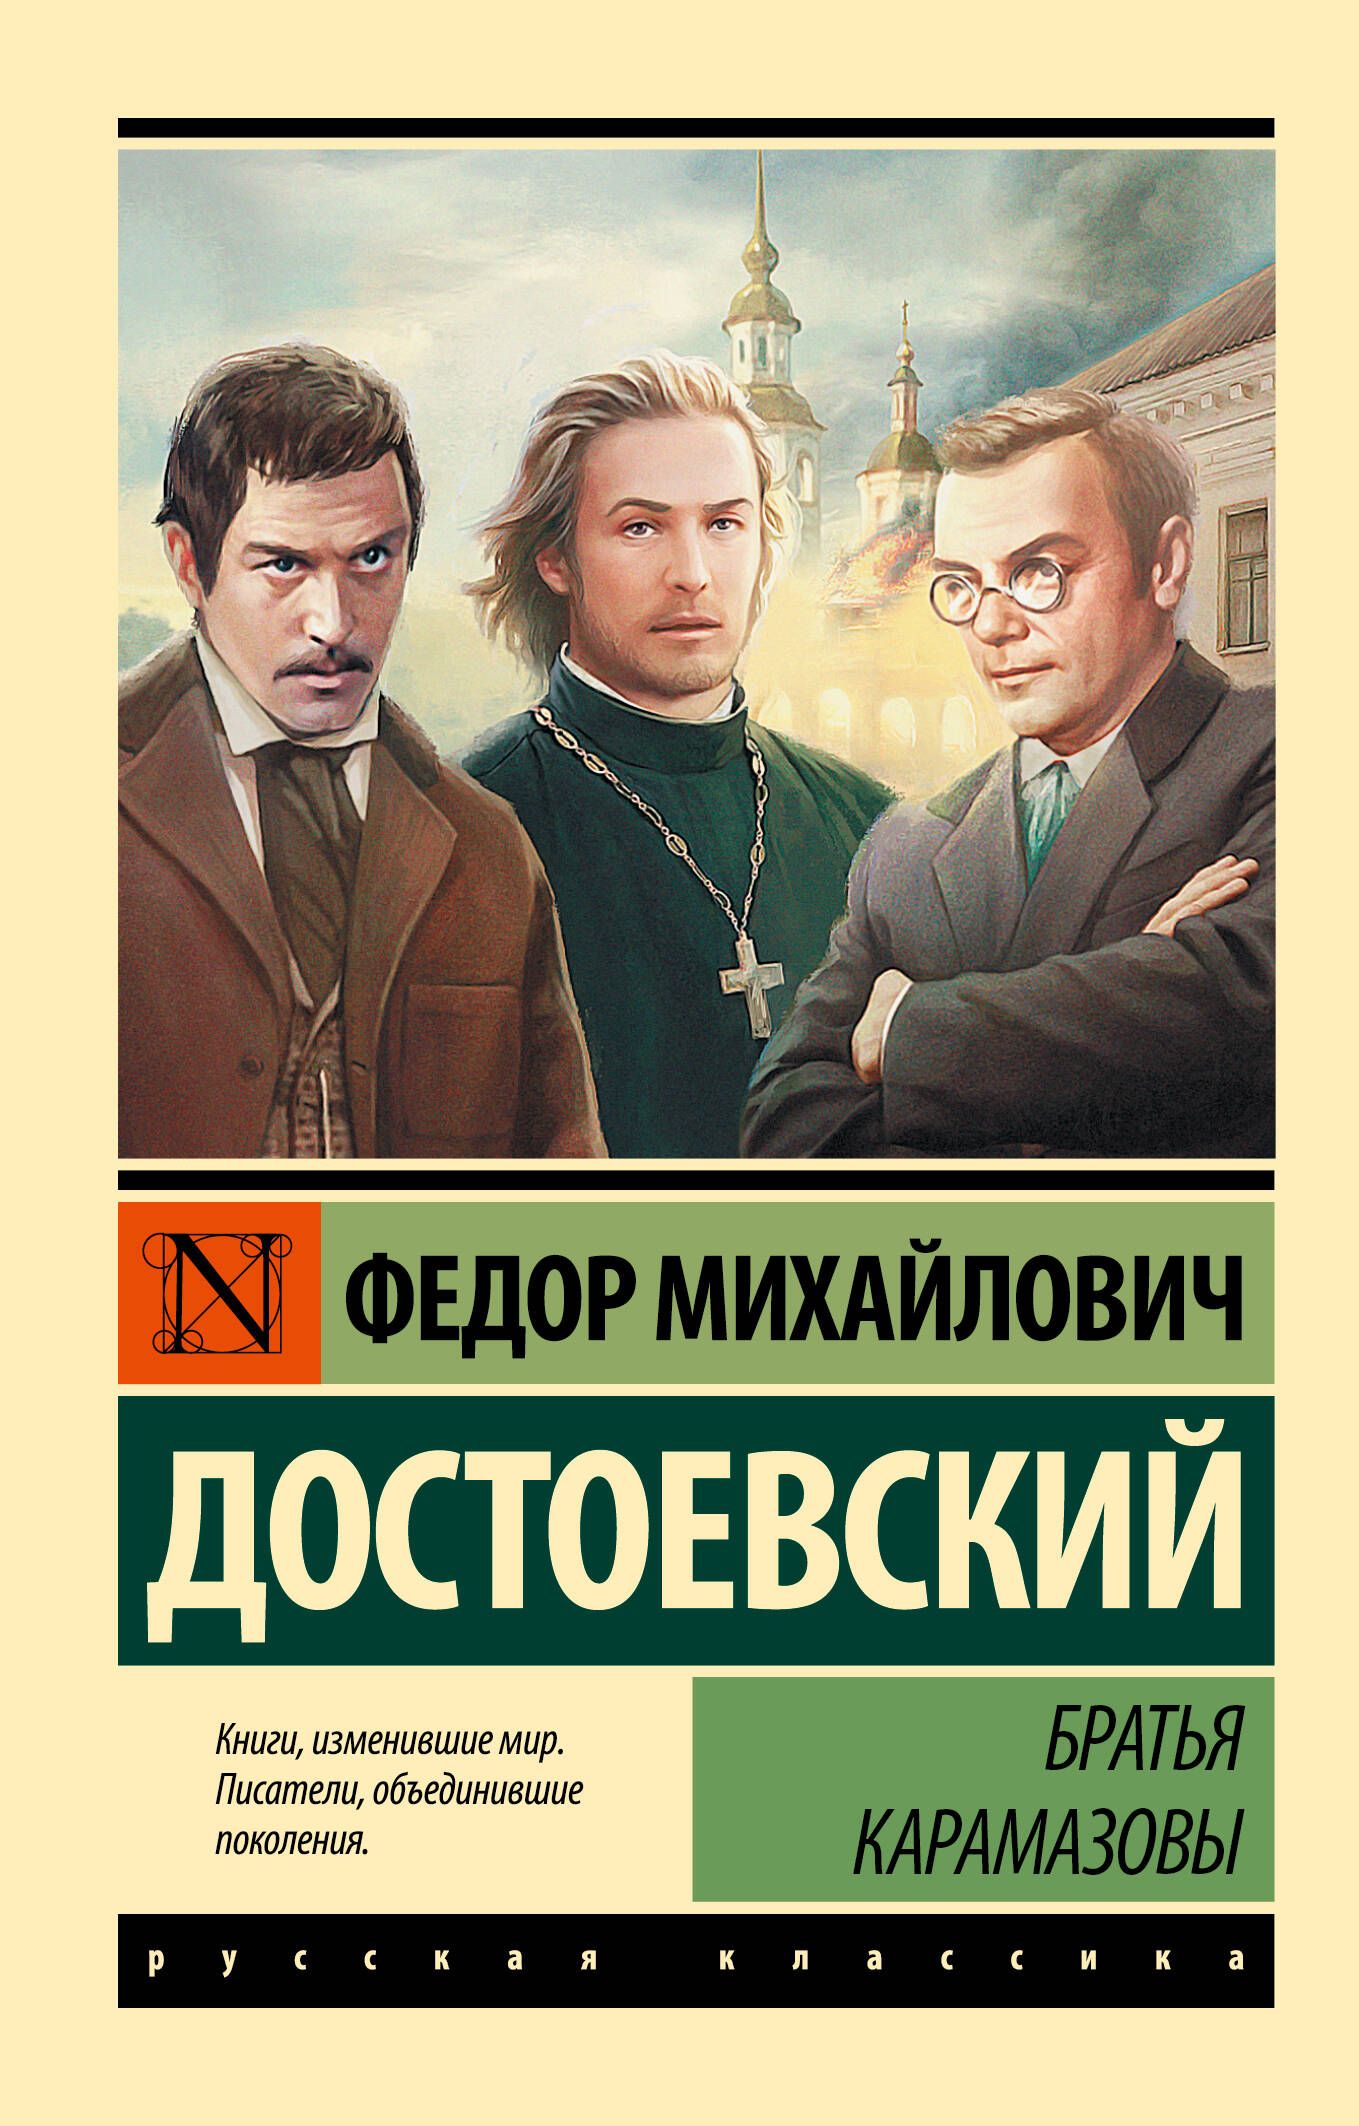 N
ФЕДОР МИХАЙЛОВИЧ
ДОСТОЕВСКИЙ
Книги, изменившие мир.
Писатели, объединившие
поколения.
БРАТЬЯ
КАРАМАЗОВЫ
русская классика